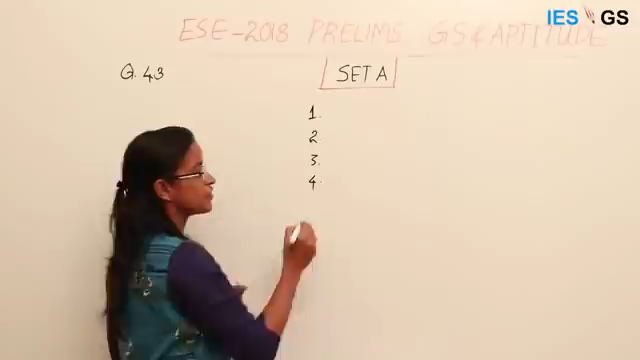 IES GS
ESE-2018 PRELIMS GS & APTITUDE
Q. 43
SET A
1.
2
3.
4.